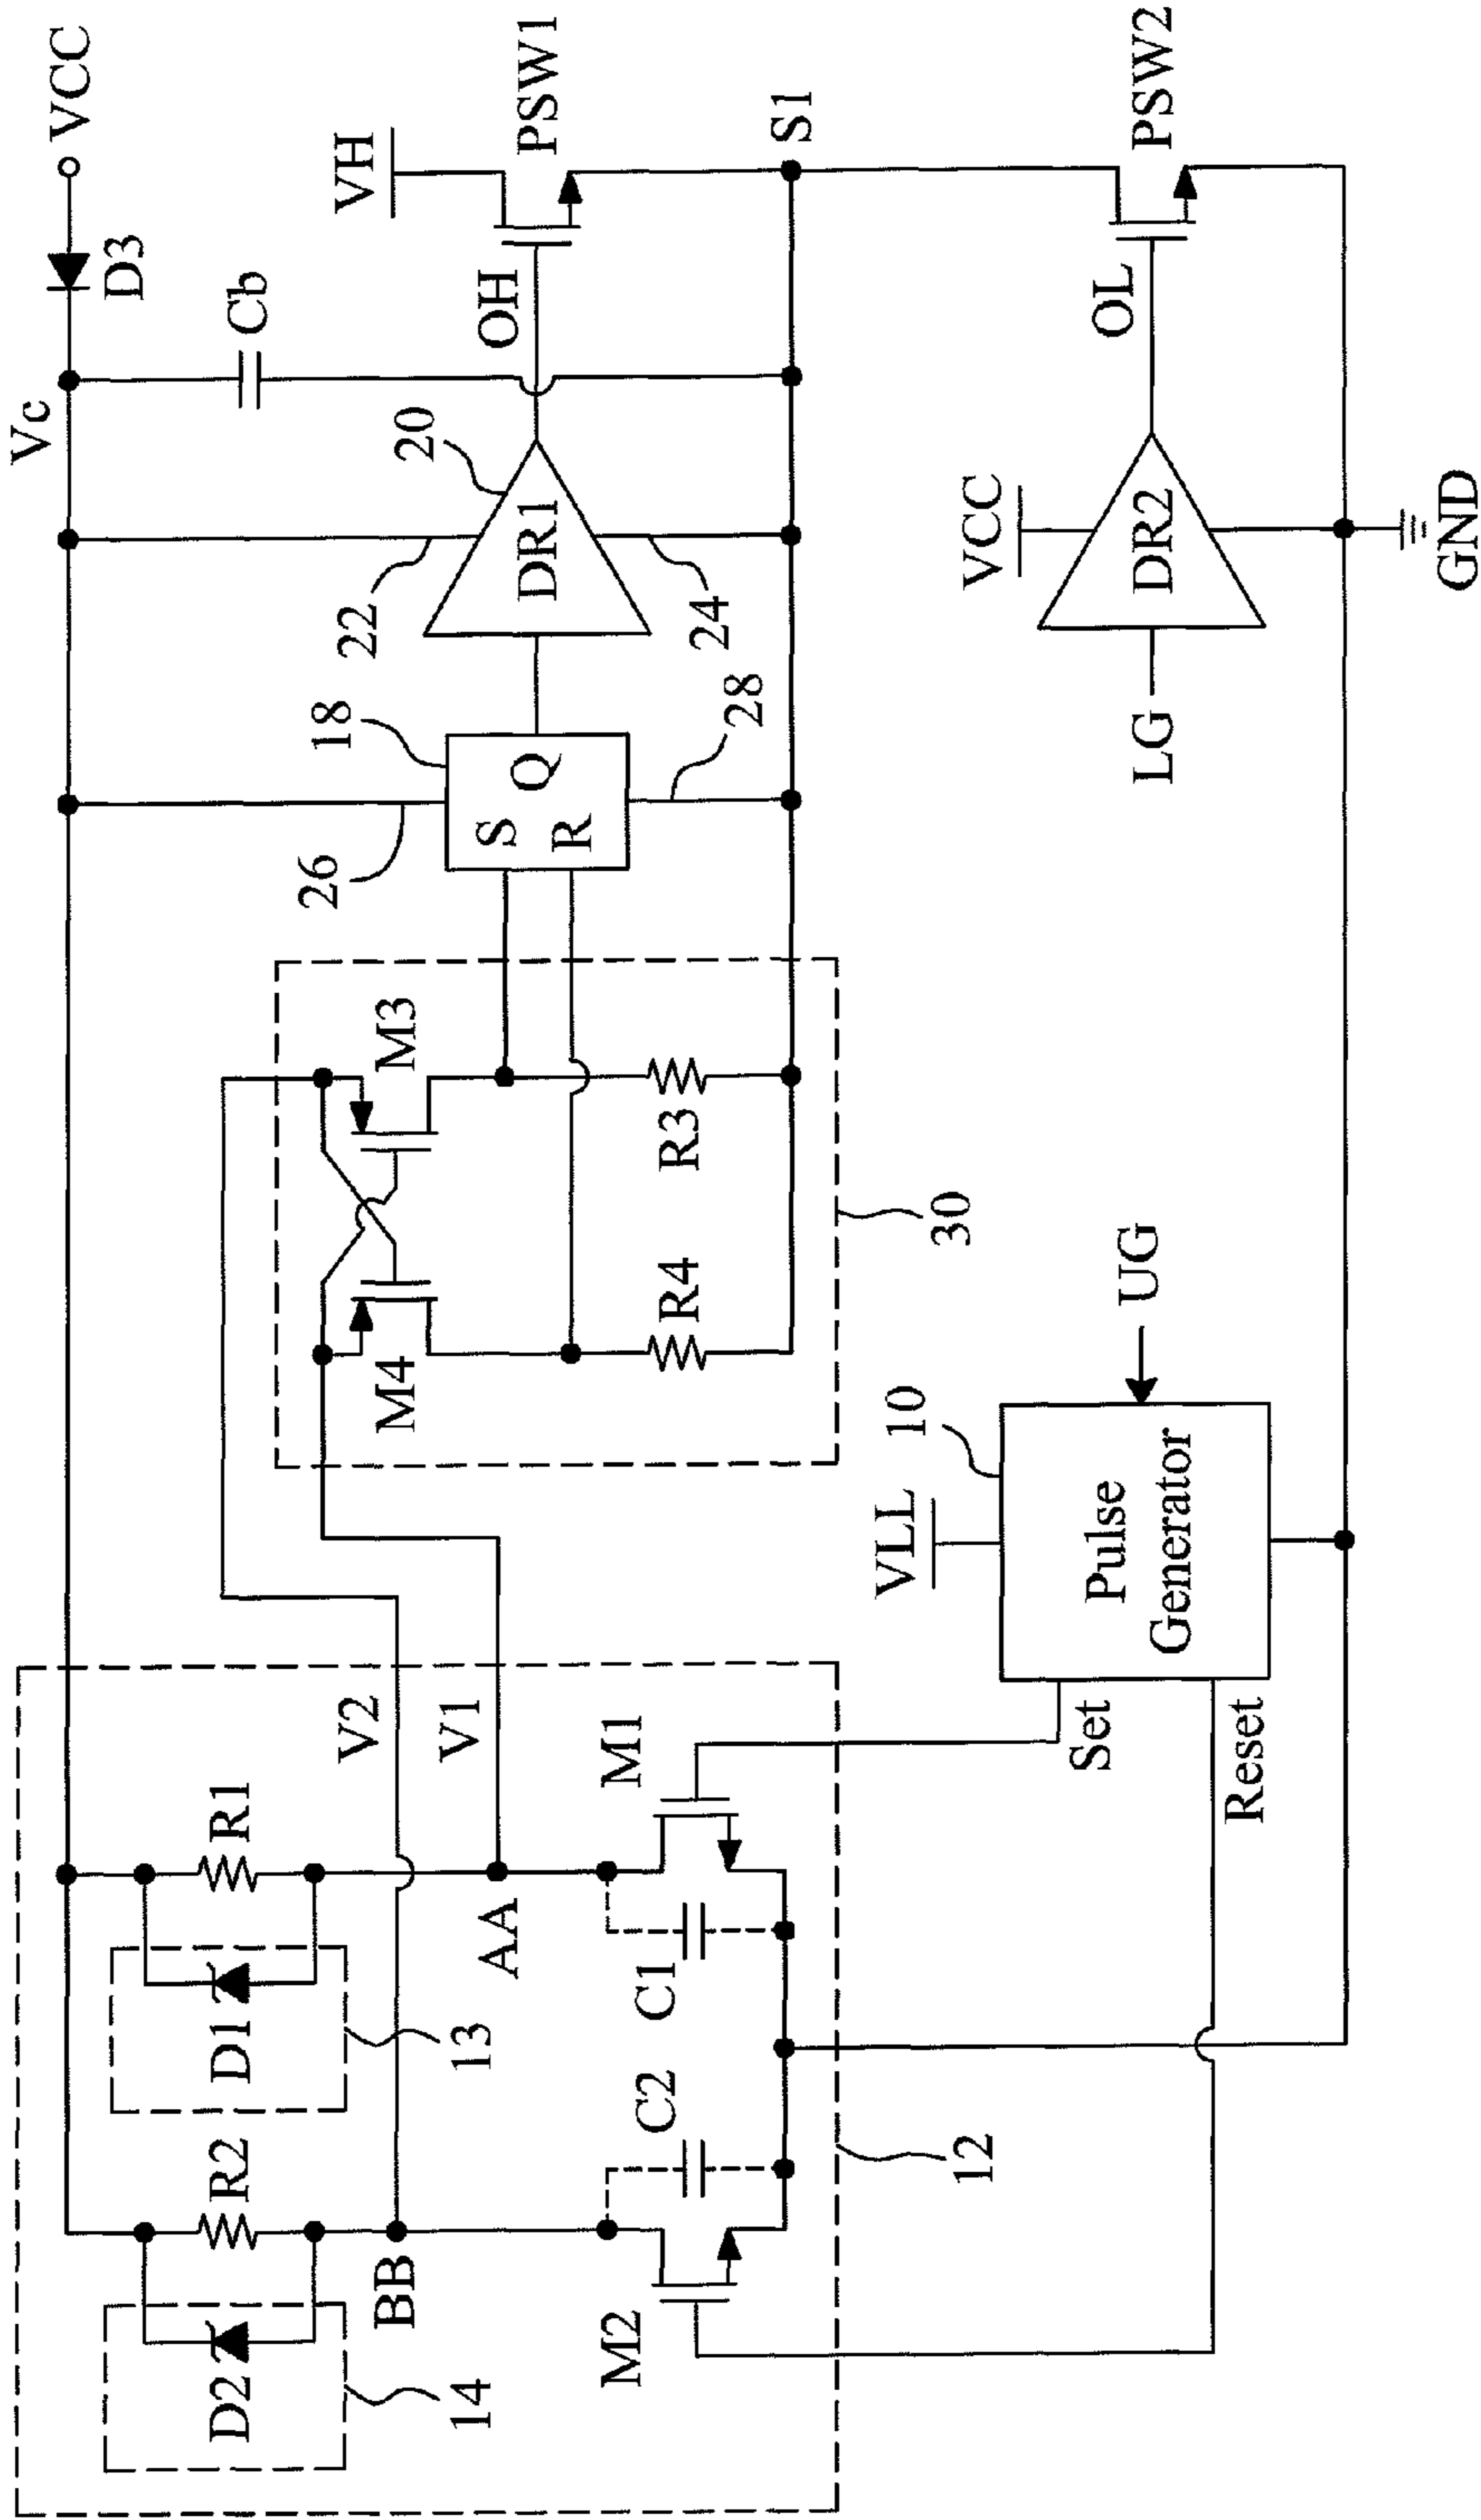 Vc
VCC
D3
Cb
VH
PSW1
S1
PSW2
OH
OL
20
22
24
DR1
VCC
DR2
LG
GND
18
26
28
S
Q
R
M3
M4
R3
R4
30
UG
10
VLL
Pulse
Generator
Set
Reset
V2
V1
R1
R2
D1
D2
13
14
AA
BB
M1
M2
C1
C2
12